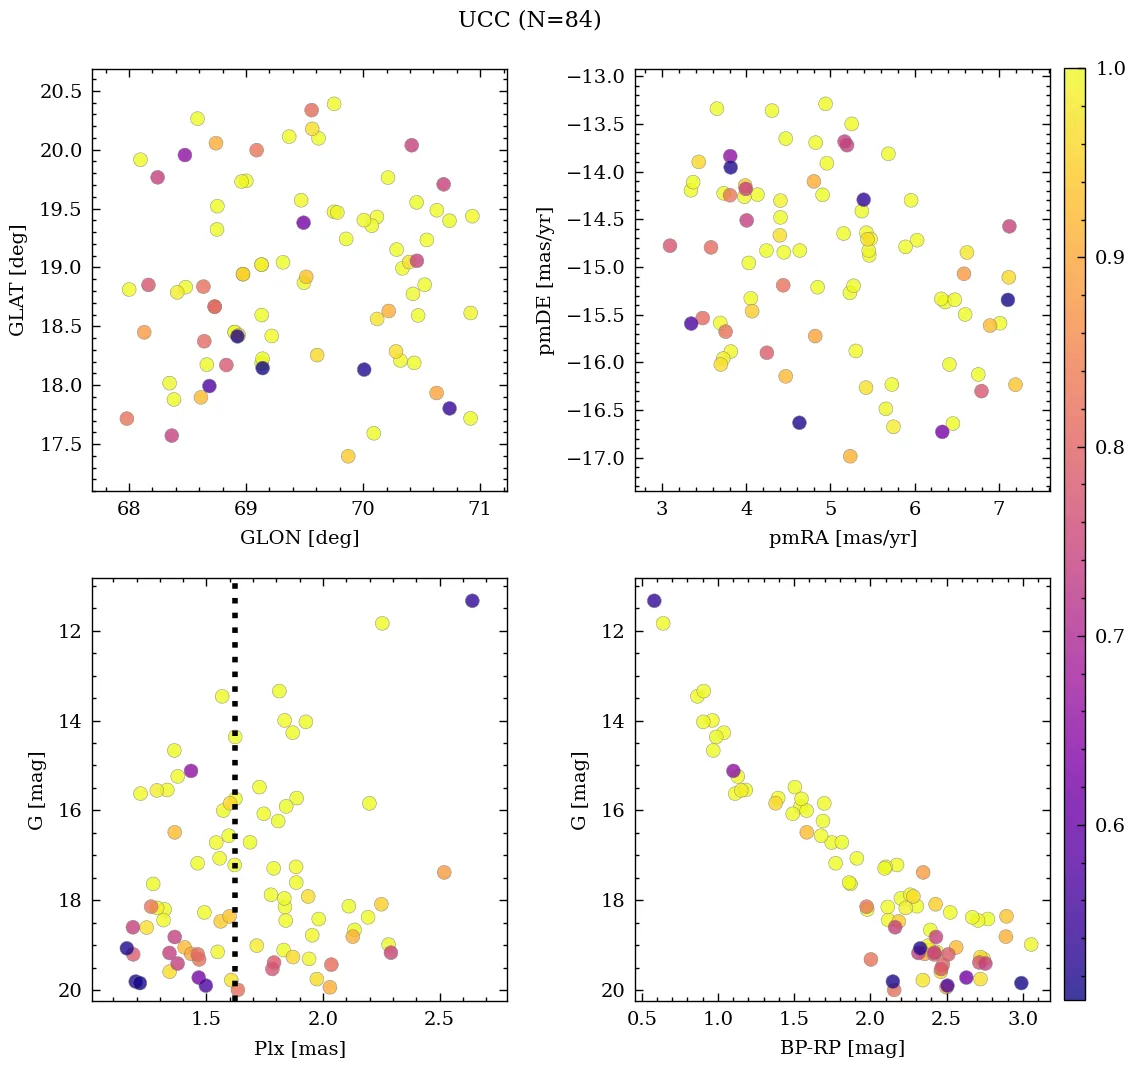 UCC (N=84)
20.5
20.0
19.5
19.0
18.5
18.0
17.5
GLAT [deg]
68 69 70 71
GLON [deg]
−13.0
−13.5
−14.0
−14.5
−15.0
−15.5
−16.0
−16.5
−17.0
pmDE [mas/yr]
3 4 5 6 7
pmRA [mas/yr]
12
14
16
18
20
G [mag]
1.5 2.0 2.5
Plx [mas]
12
14
16
18
20
G [mag]
0.5 1.0 1.5 2.0 2.5 3.0
BP-RP [mag]
1.0
0.9
0.8
0.7
0.6